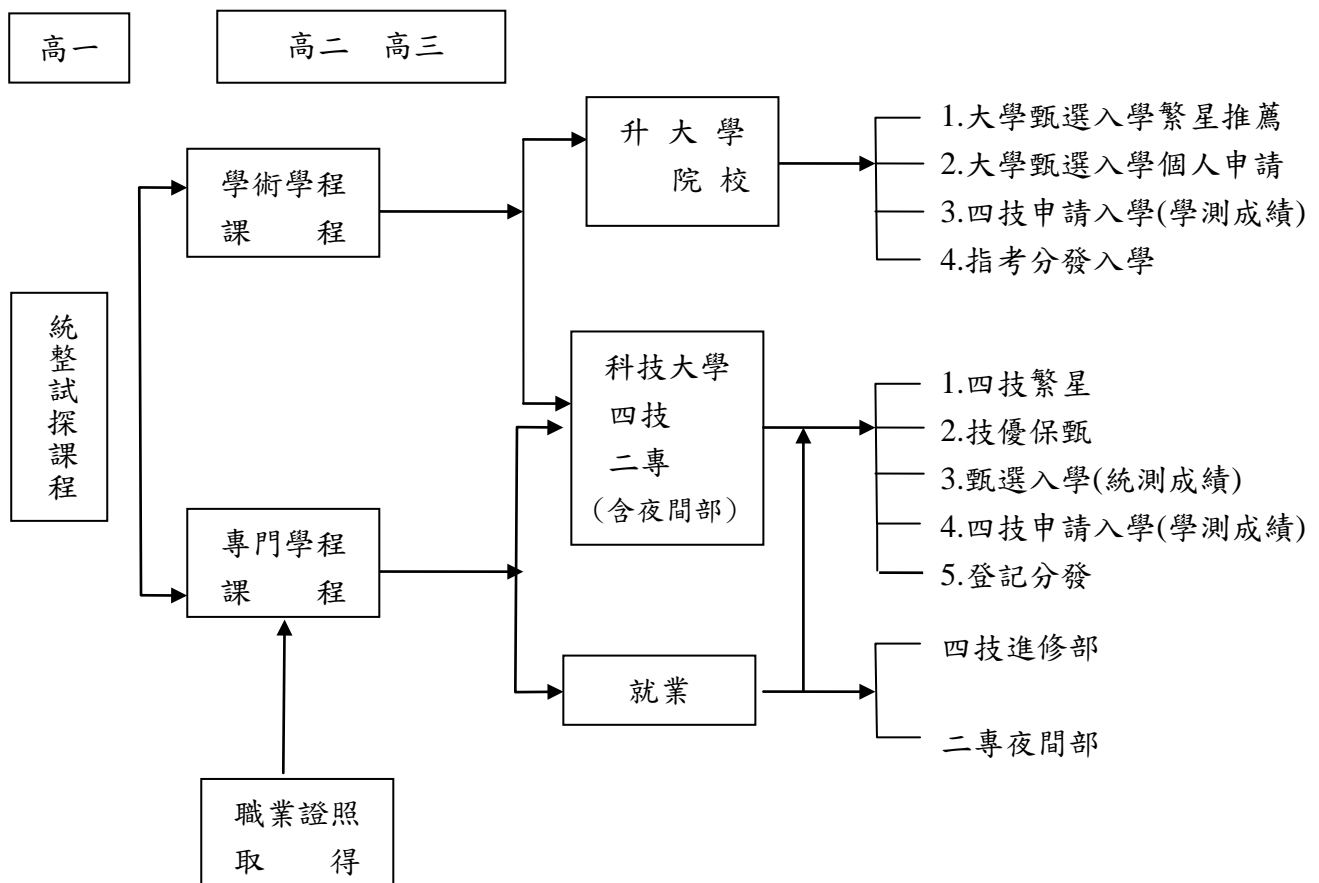 高一
高二 高三
統整試探課程
學術學程
課 程
專門學程
課 程
職業證照
取 得
升大學
院校
科技大學
四技
二專
(含夜間部)
就業
1.大學甄選入學繁星推薦
2.大學甄選入學個人申請
3.四技申請入學(學測成績)
4.指考分發入學
1.四技繁星
2.技優保甄
3.甄選入學(統測成績)
4.四技申請入學(學測成績)
5.登記分發
四技進修部
二專夜間部